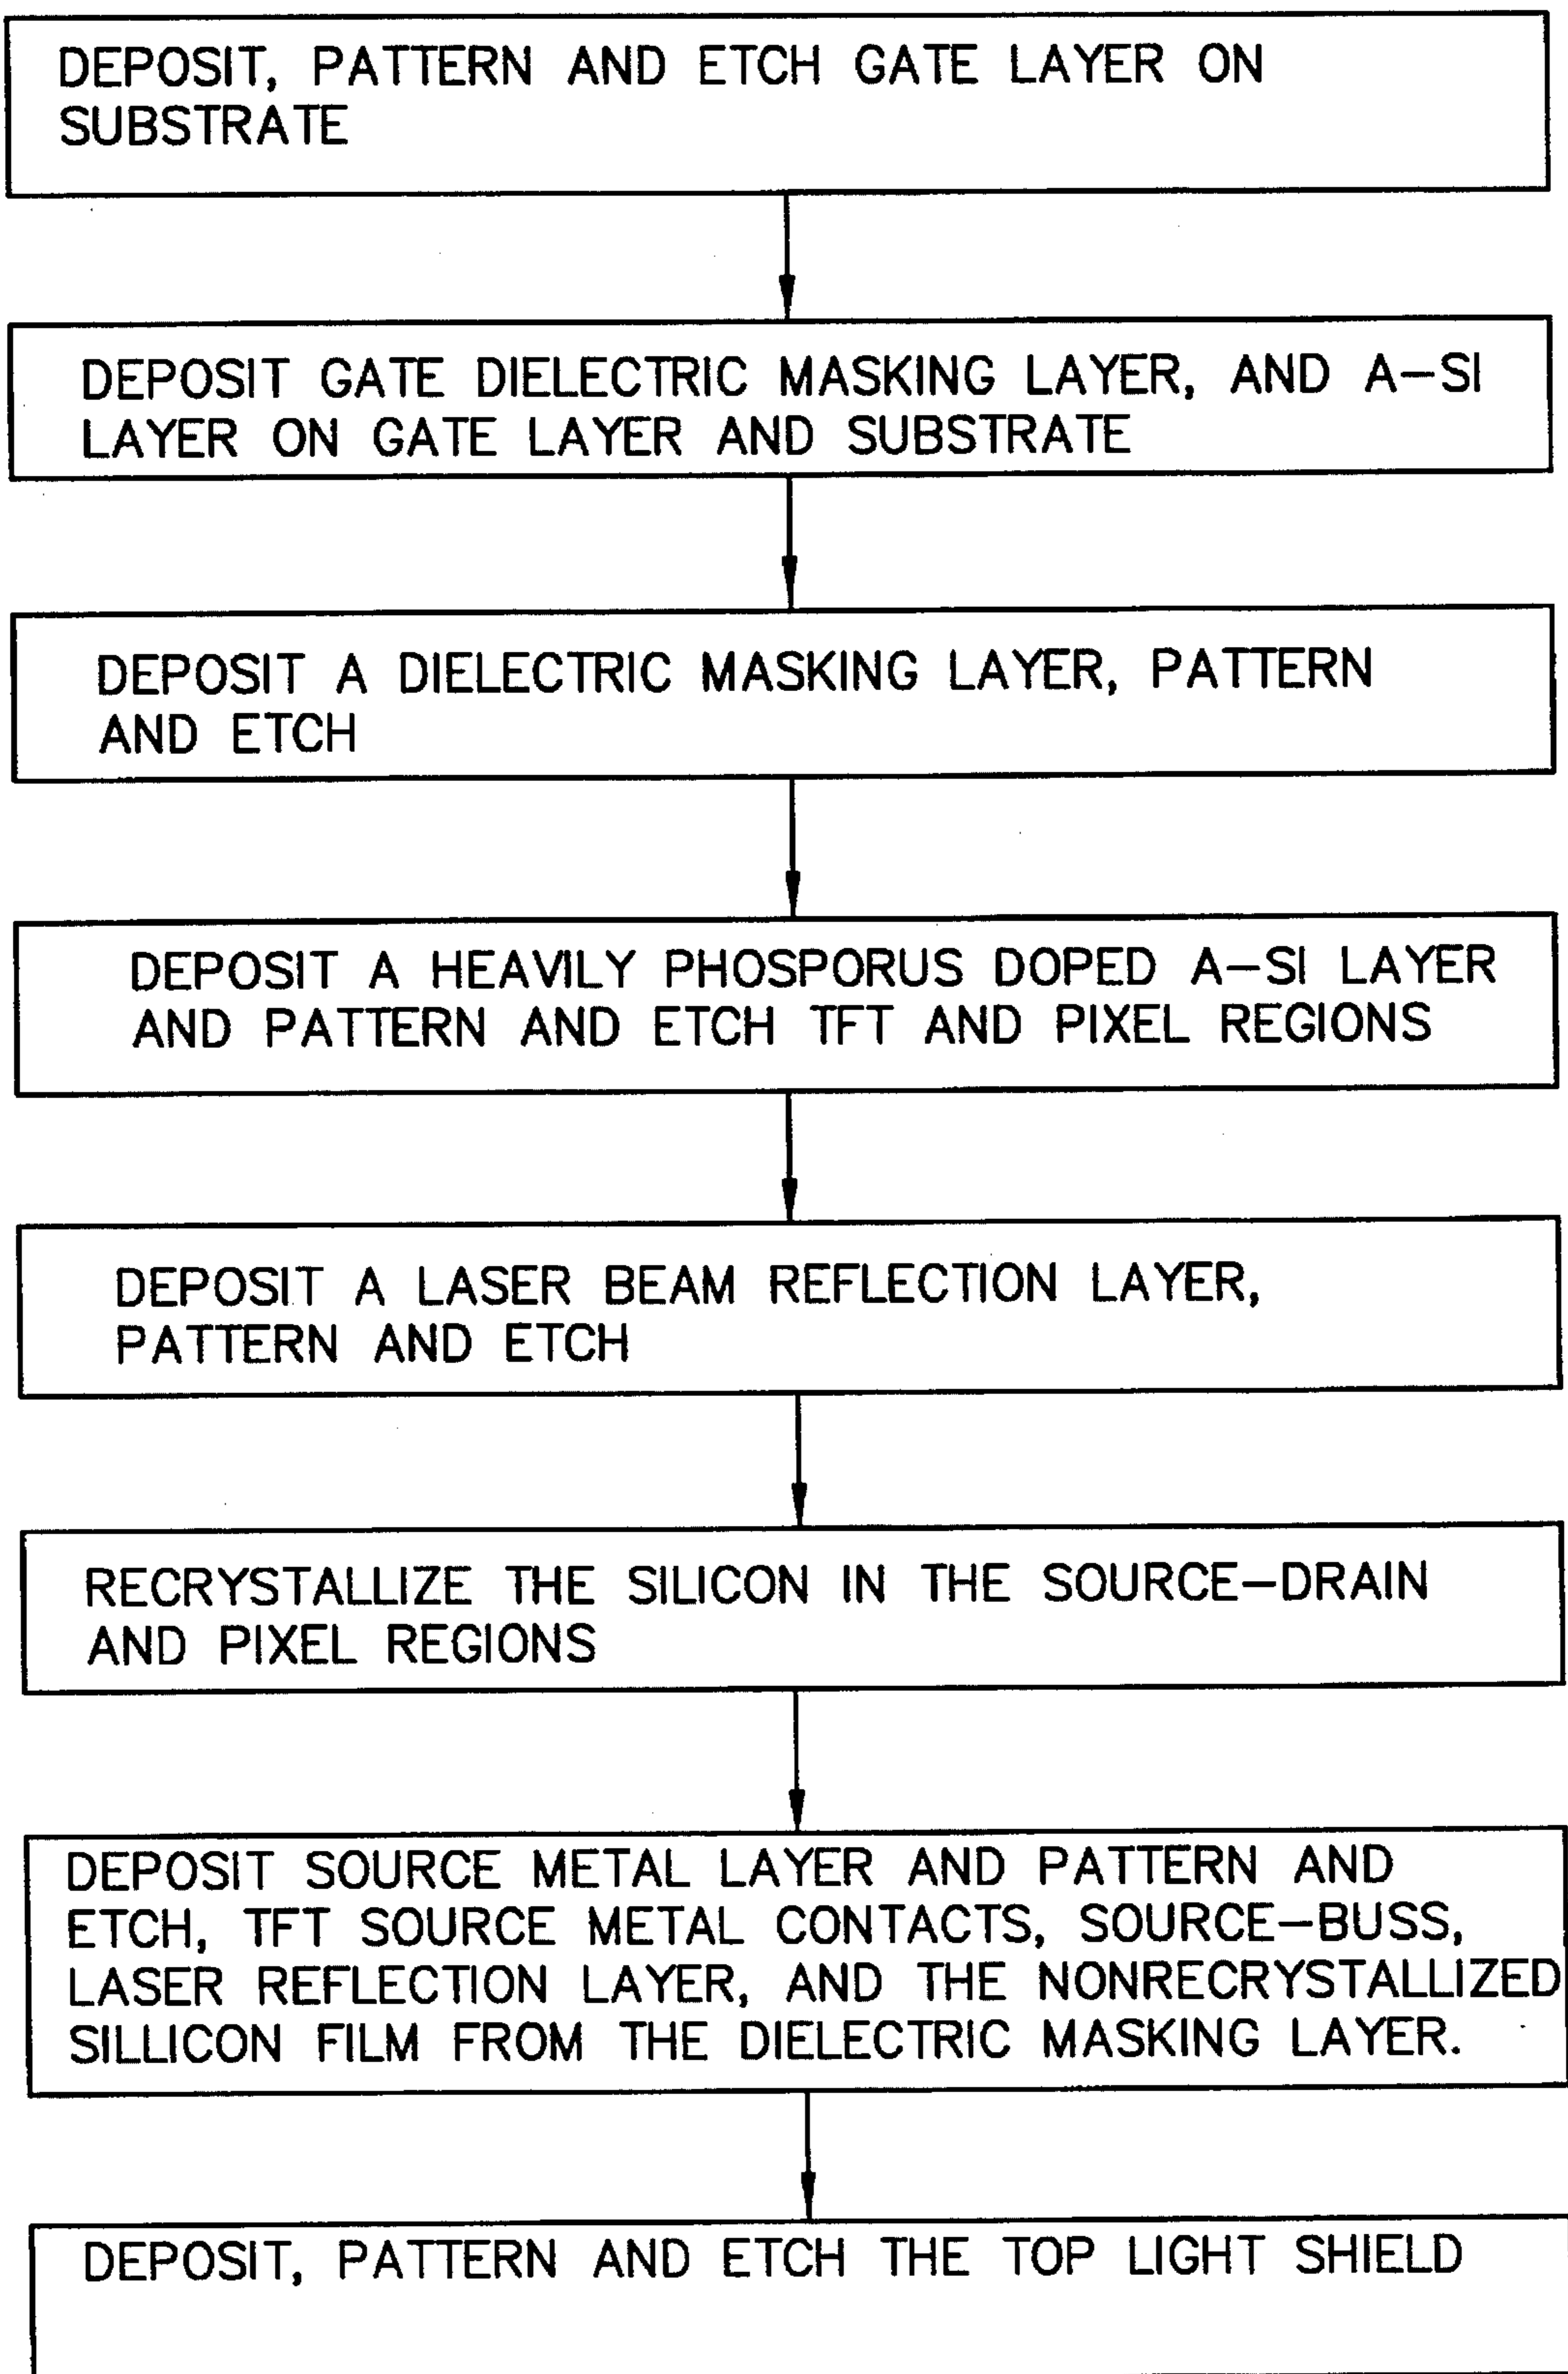 DEPOSIT, PATTERN AND ETCH GATE LAYER ON
SUBSTRATE
DEPOSIT GATE DIELECTRIC MASKING LAYER, AND A-SI
LAYER ON GATE LAYER AND SUBSTRATE
DEPOSIT A DIELECTRIC MASKING LAYER, PATTERN
AND ETCH
DEPOSIT A HEAVILY PHOSPORUS DOPED A-SI LAYER
AND PATTERN AND ETCH TFT AND PIXEL REGIONS
DEPOSIT A LASER BEAM REFLECTION LAYER,
PATTERN AND ETCH
RECRYSTALLIZE THE SILICON IN THE SOURCE-DRAIN
AND PIXEL REGIONS
DEPOSIT SOURCE METAL LAYER AND PATTERN AND
ETCH, TFT SOURCE METAL CONTACTS, SOURCE-BUSS,
LASER REFLECTION LAYER, AND THE NONRECRYSTALLIZED
SILLICON FILM FROM THE DIELECTRIC MASKING LAYER.
DEPOSIT, PATTERN AND ETCH THE TOP LIGHT SHIELD